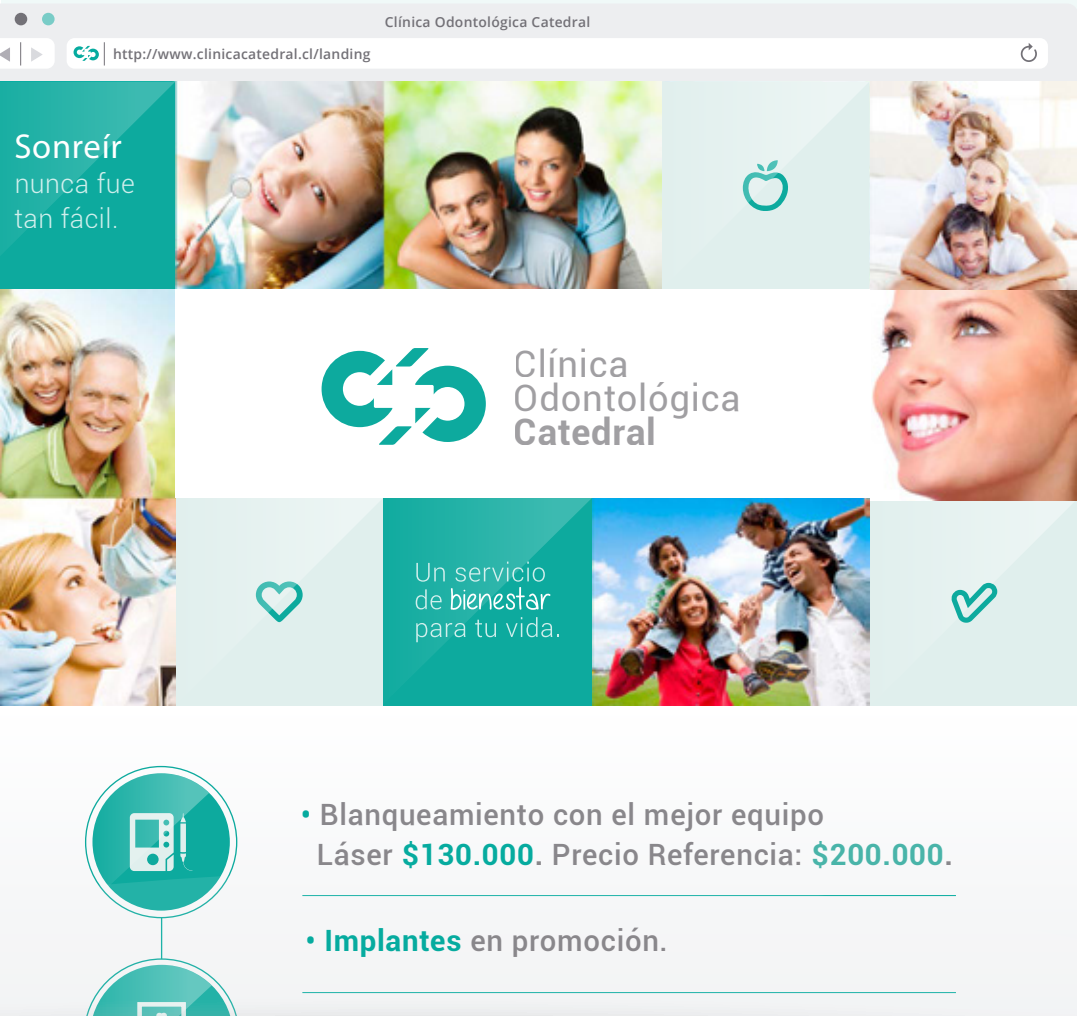 Clínica Odontológica Catedral
http://www.clinicacatedral.cl/landing
Sonreír
nunca fue
tan fácil.
Clínica
Odontológica
Catedral
Un servicio
de bienestar
para tu vida.
• Blanqueamiento con el mejor equipo
Láser $130.000. Precio Referencia: $200.000.
• Implantes en promoción.